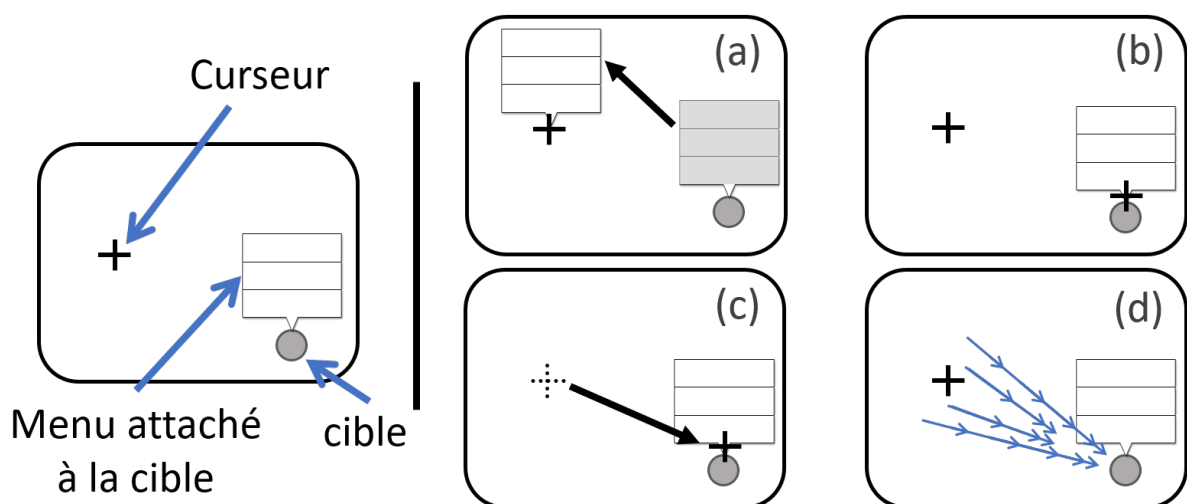 Curseur
Menu attaché
à la cible
cible
(a)
(b)
(c)
(d)